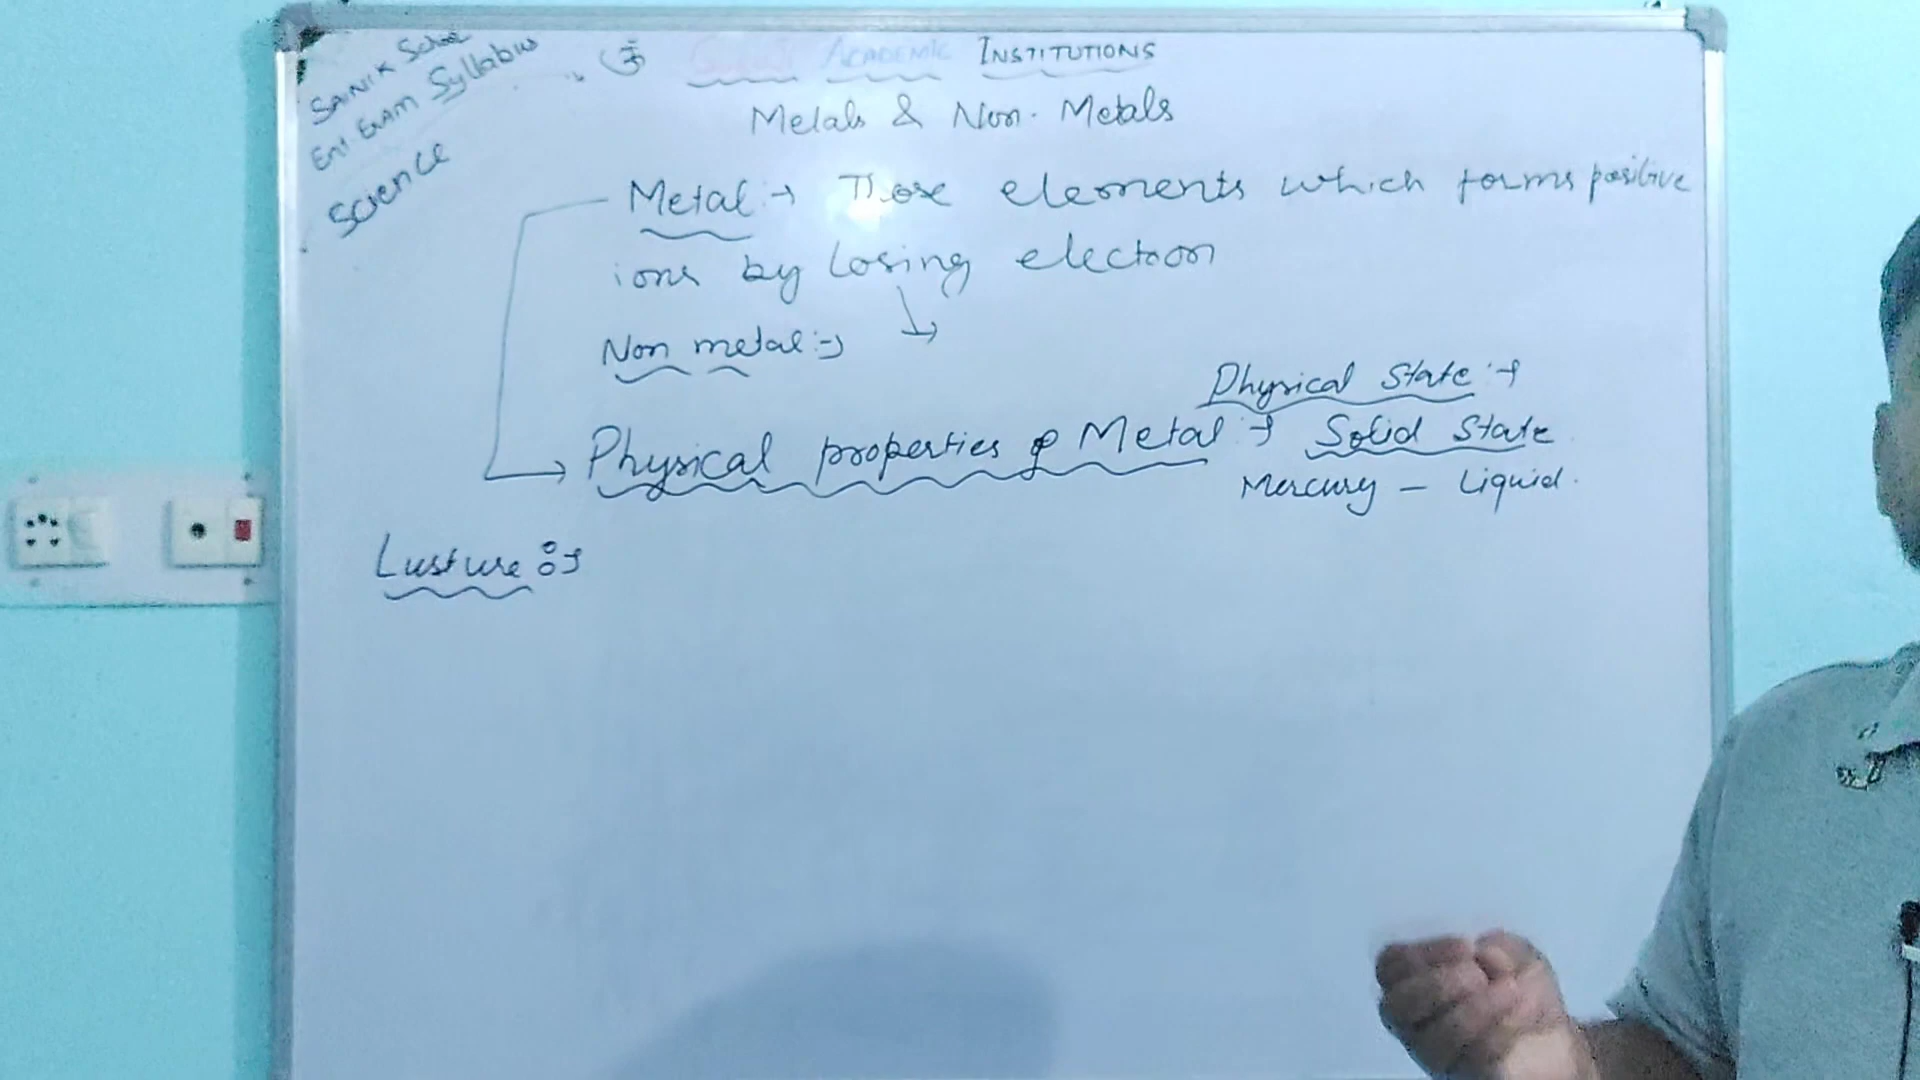 SAINIK School
Ent Exam Syllabus
Science
ॐ ACADEMIC INSTITUTIONS
Metals & Non-Metals
Metal :→ Those elements which forms positive
ions by Losing electron
Non metal :→
Physical State :→
Physical properties of Metal :→ Solid State
Mercury – Liquid.
Lusture :→